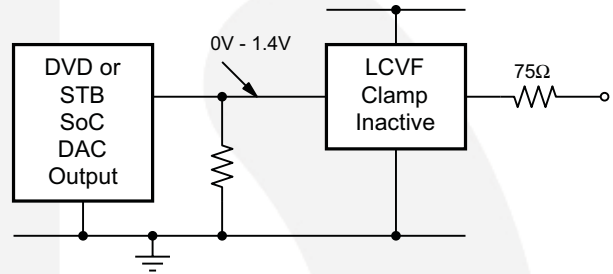 0V - 1.4V
DVD or
STB
SoC
DAC
Output
LCVF
Clamp
Inactive
75Ω